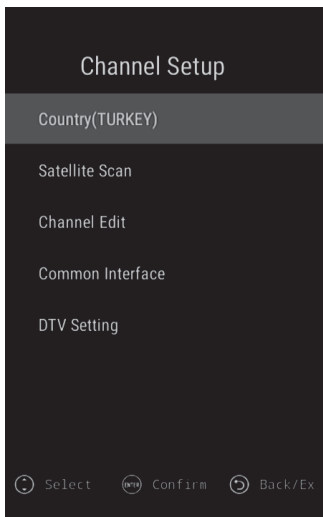 Channel Setup
Country(TURKEY)
Satellite Scan
Channel Edit
Common Interface
DTV Setting
Select ENTER Confirm Back/Ex